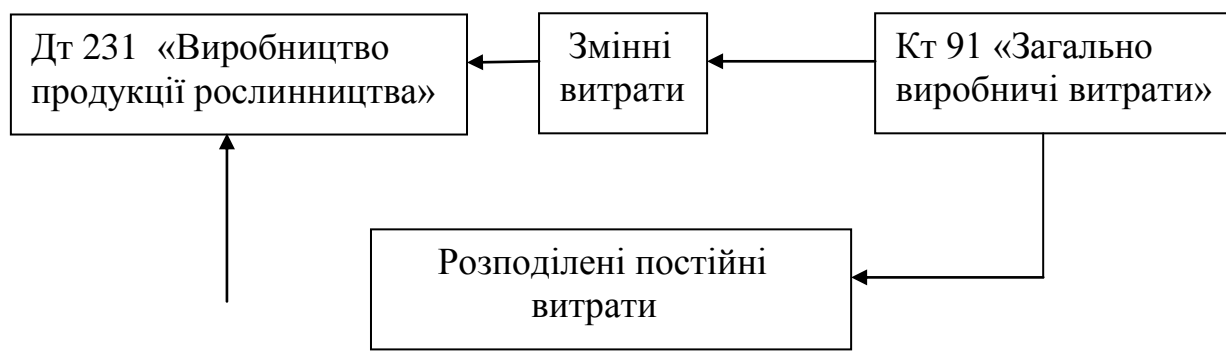 Дт 231 «Виробництво
продукції рослинництва»
Змінні
витрати
Кт 91 «Загально
виробничі витрати»
Розподілені постійні
витрати